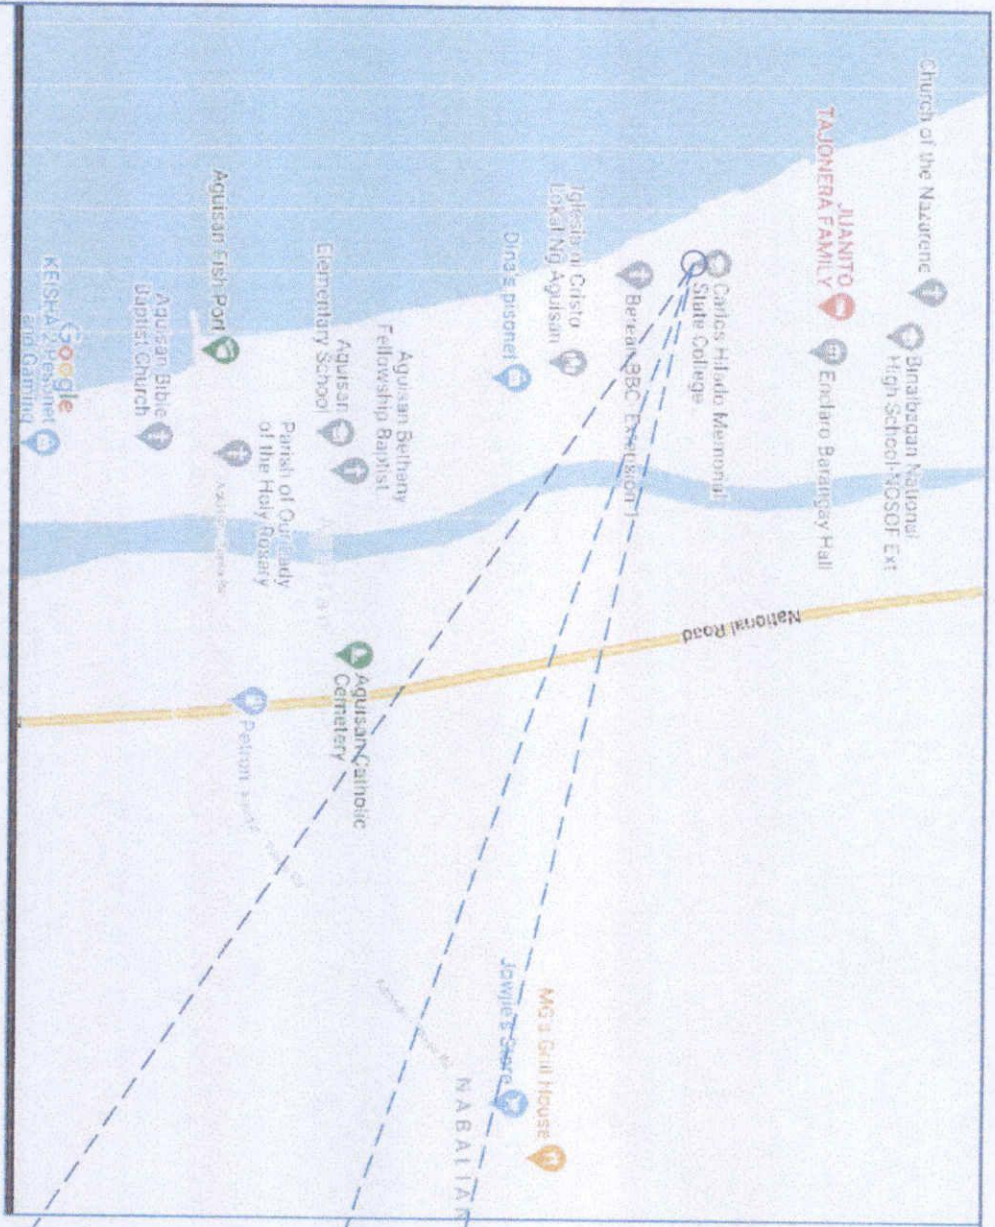 Church of the Nazarene
Binalbagan National
High School-NOSOF Ext
JUANITO
TAJONERA FAMILY
Enclaro Barangay Hall
Carlos Hilado Memorial
State College
Berean BBC Extension 1
Iglesia ni Cristo
Lokal Ng Aguisan
Dina's pisonet
Aguisan Bethany
Fellowship Baptist
Aguisan
Elementary School
Aguisan Fish Port
Parish of Our Lady
of the Holy Rosary
Aguisan Bible
Baptist Church
Google
KEISHA 2 Pesonet
and Gaming
National Road
Aguisan Catholic
Cemetery
Petron
MG's Grill House
Jowjie's Store
NABALIAN